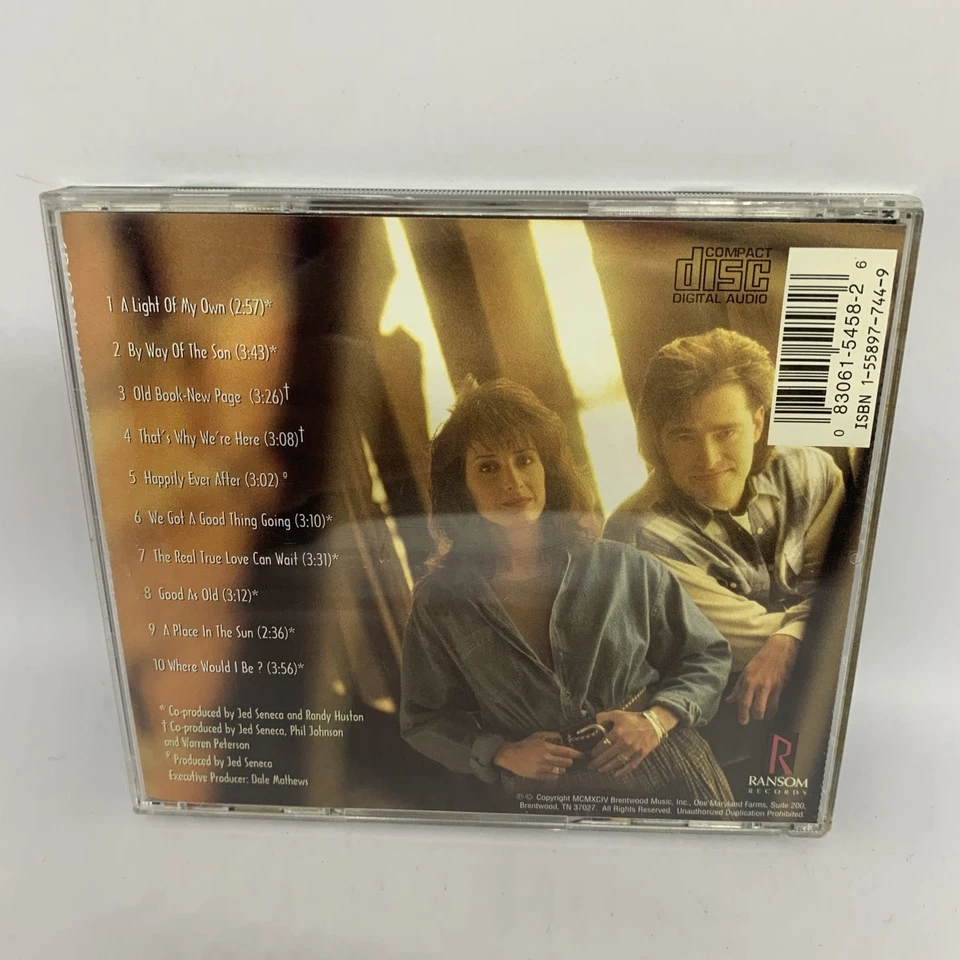 1 A Light Of My Own (2:57)*
2 By Way Of The Son (3:43)*
3 Old Book-New Page (3:26)†
4 That's Why We're Here (3:08)†
5 Happily Ever After (3:02) °
6 We Got A Good Thing Going (3:10)*
7 The Real True Love Can Wait (3:31)*
8 Good As Old (3:12)*
9 A Place In The Sun (2:36)*
10 Where Would I Be ? (3:56)*
* Co-produced by Jed Seneca and Randy Huston
† Co-produced by Jed Seneca, Phil Johnson
and Warren Peterson
° Produced by Jed Seneca
Executive Producer: Dale Mathews
COMPACT
disc
DIGITAL AUDIO
0 83061-5458-2 6
ISBN 1-55897-744-9
R
RANSOM
RECORDS
℗© Copyright MCMXCIV Brentwood Music, Inc., One Maryland Farms, Suite 200,
Brentwood, TN 37027. All Rights Reserved. Unauthorized Duplication Prohibited.